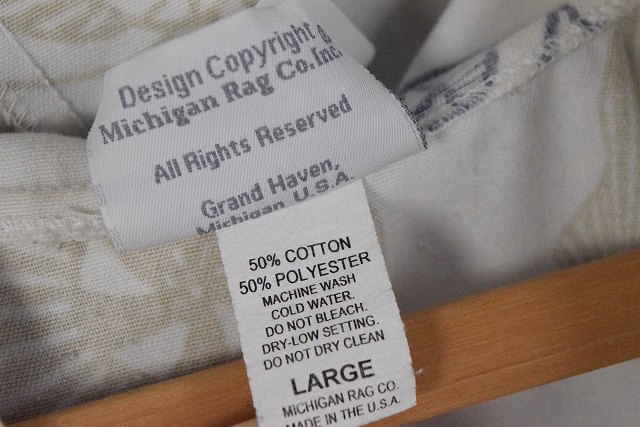 Design Copyright ©
Michigan Rag Co. Inc.
All Rights Reserved
Grand Haven,
Michigan U.S.A.
50% COTTON
50% POLYESTER
MACHINE WASH
COLD WATER.
DO NOT BLEACH.
DRY-LOW SETTING.
DO NOT DRY CLEAN
LARGE
MICHIGAN RAG CO.
MADE IN THE U.S.A.